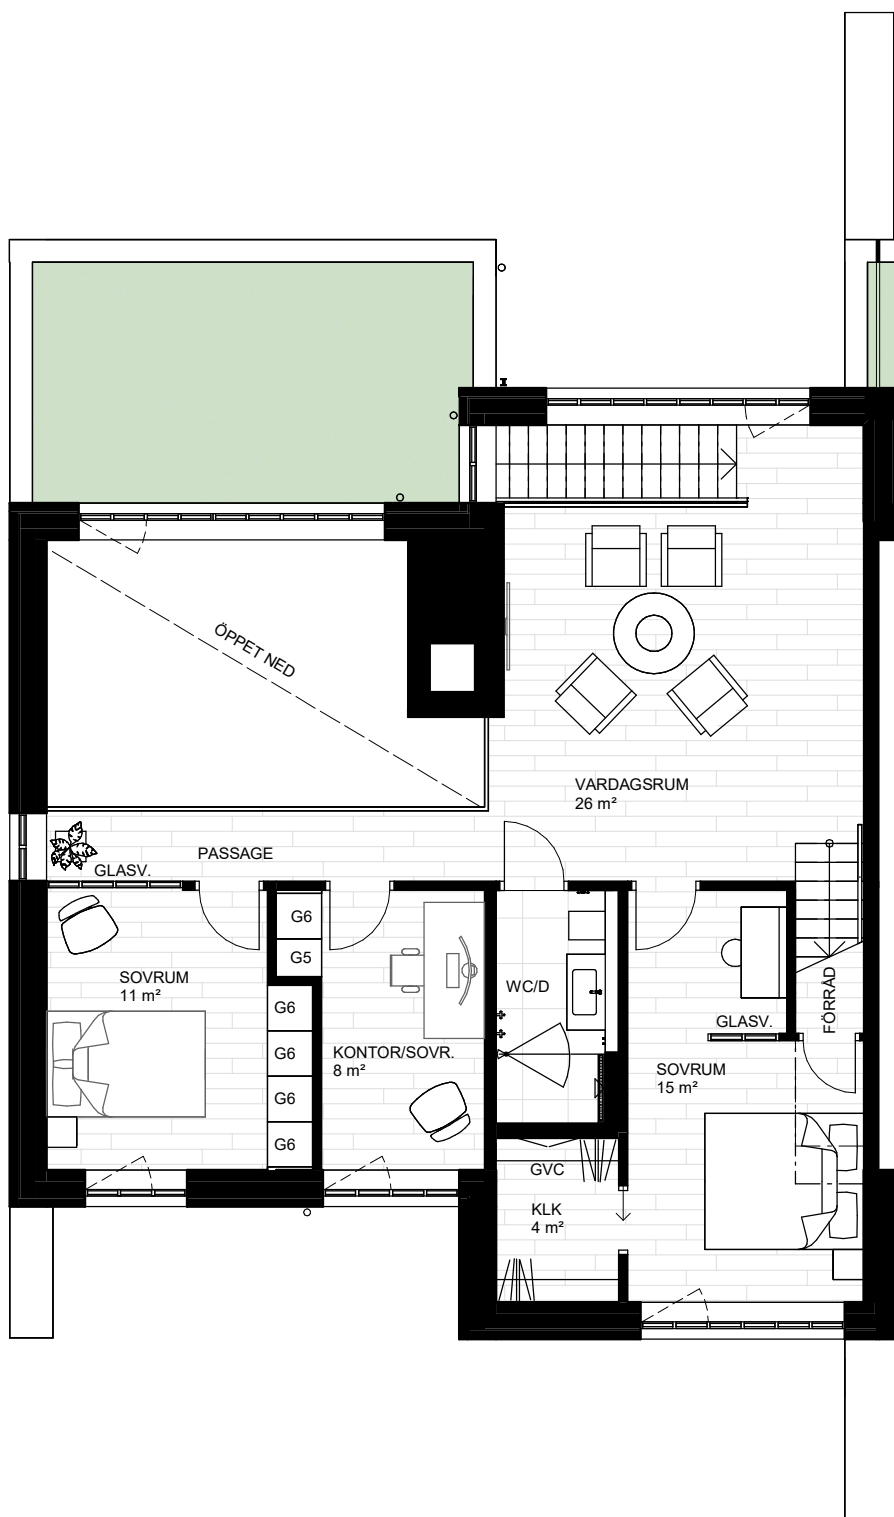 ÖPPET NED
VARDAGSRUM
26 m²
PASSAGE
GLASV.
G6
G5
SOVRUM
11 m²
G6
G6
G6
G6
KONTOR/SOVR.
8 m²
WC/D
GLASV.
FÖRRÅD
SOVRUM
15 m²
GVC
KLK
4 m²